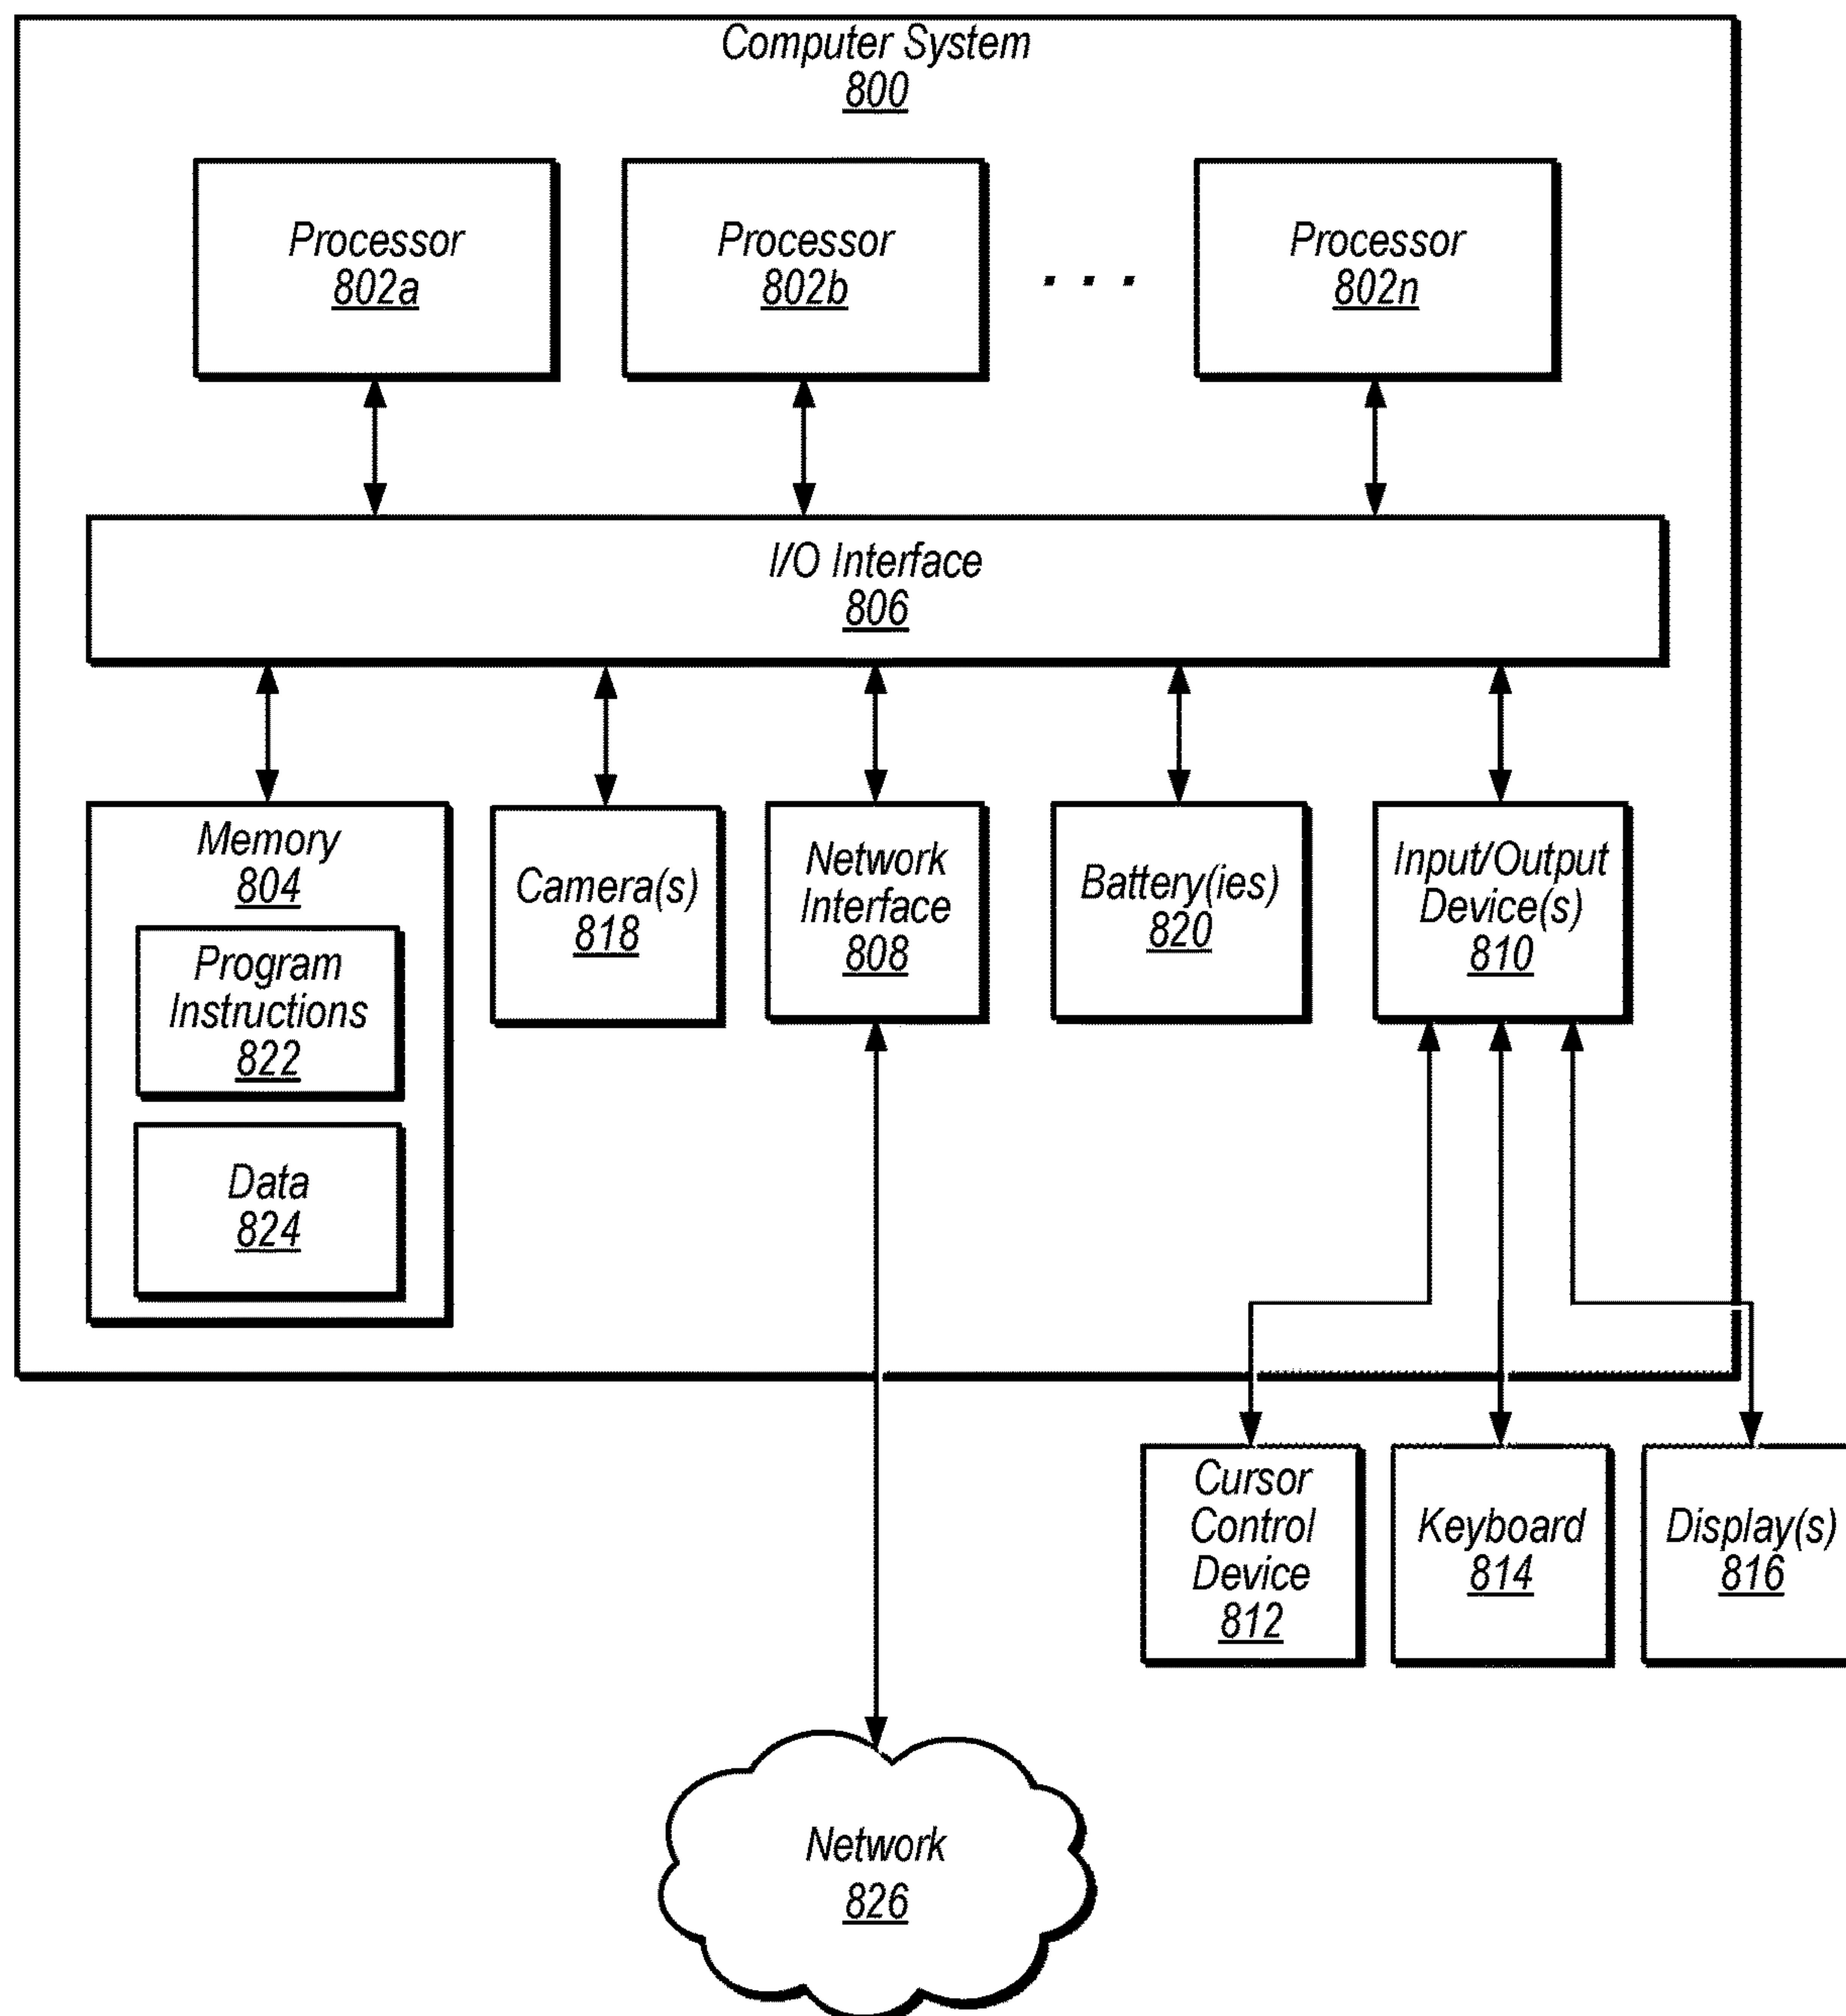 Computer System
800
Processor
802a
Processor
802b
. . .
Processor
802n
I/O Interface
806
Memory
804
Program
Instructions
822
Data
824
Camera(s)
818
Network
Interface
808
Battery(ies)
820
Input/Output
Device(s)
810
Cursor
Control
Device
812
Keyboard
814
Display(s)
816
Network
826